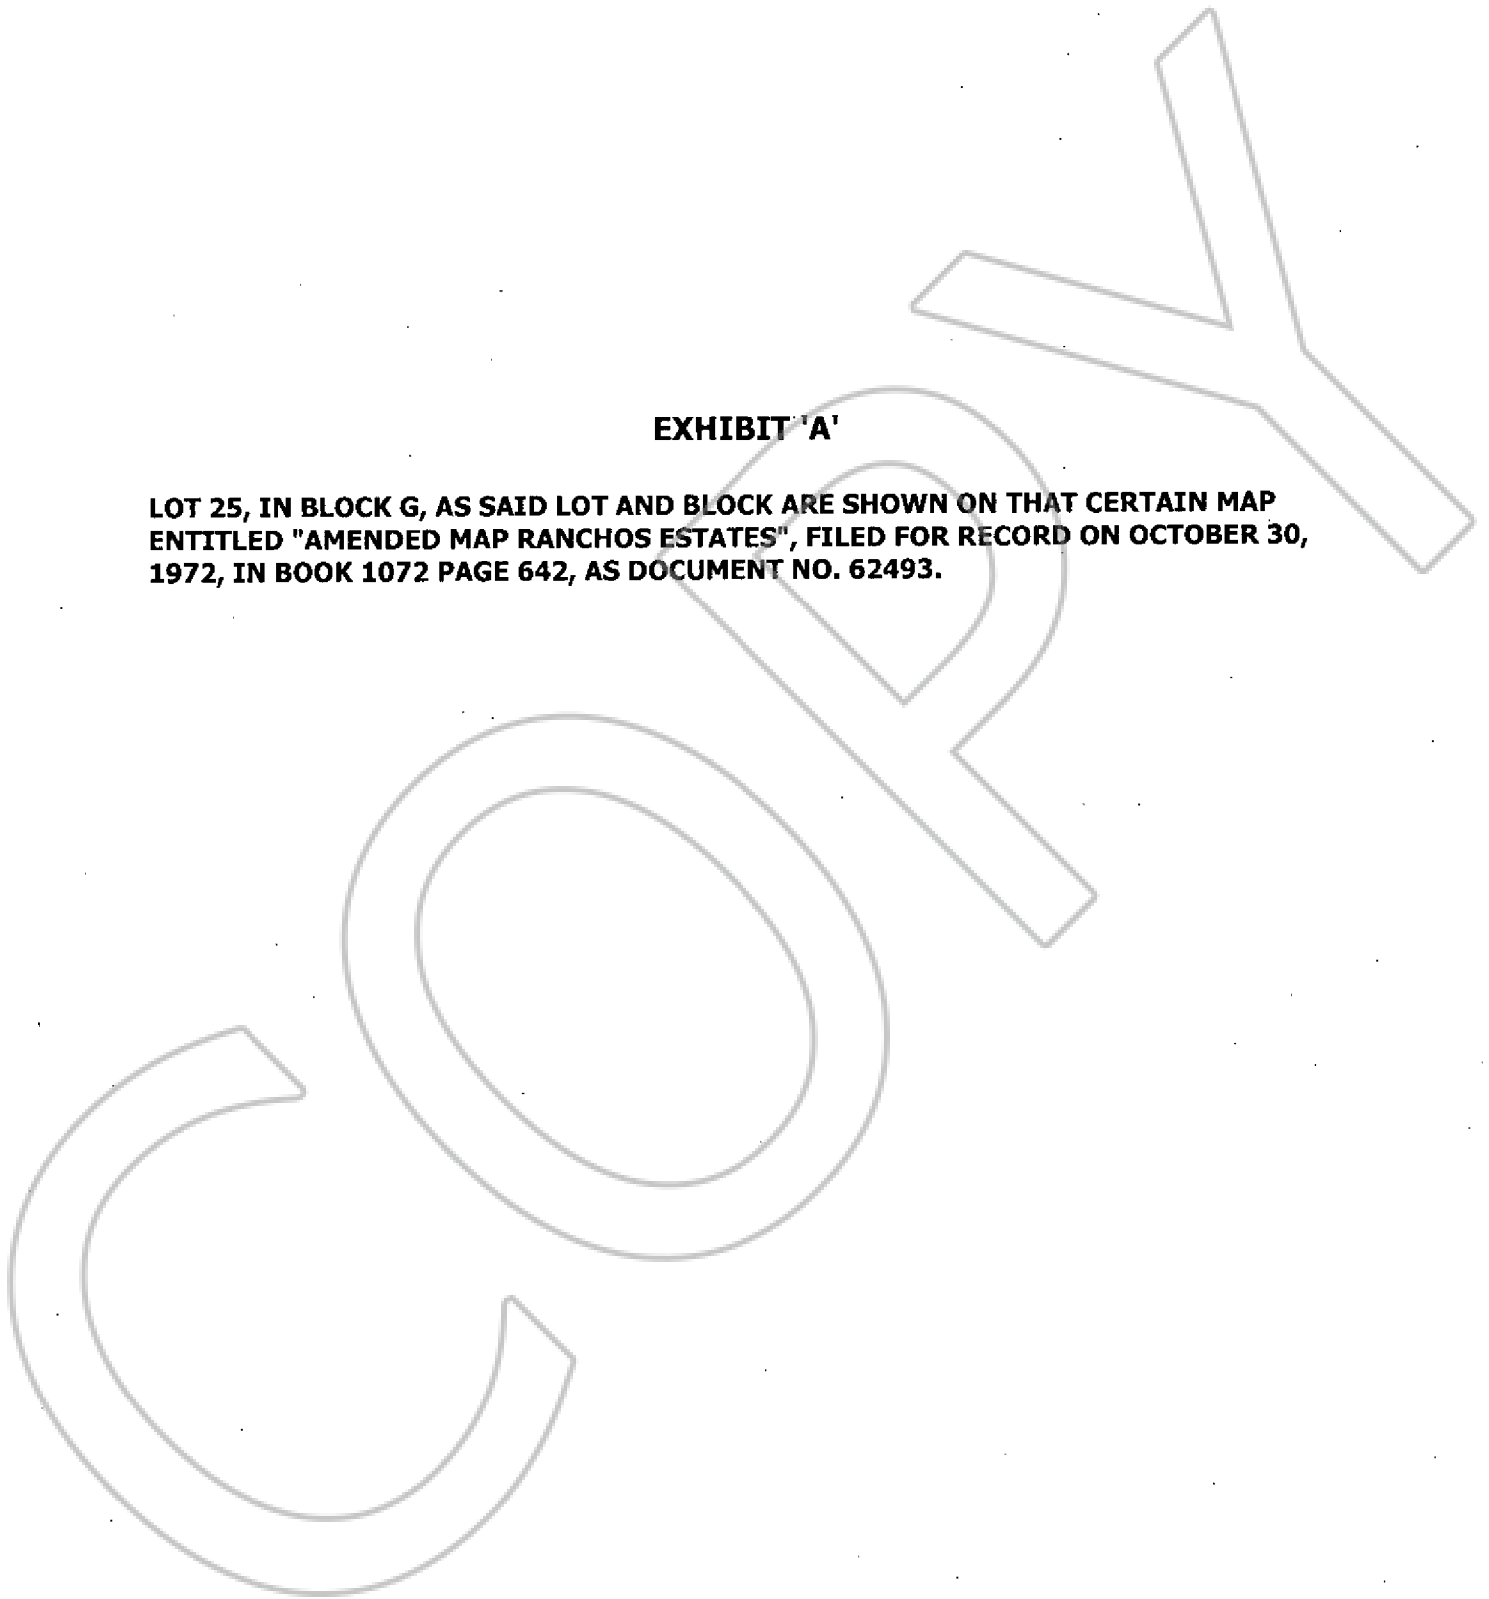 EXHIBIT 'A'
LOT 25, IN BLOCK G, AS SAID LOT AND BLOCK ARE SHOWN ON THAT CERTAIN MAP
ENTITLED "AMENDED MAP RANCHOS ESTATES", FILED FOR RECORD ON OCTOBER 30,
1972, IN BOOK 1072 PAGE 642, AS DOCUMENT NO. 62493.
COPY